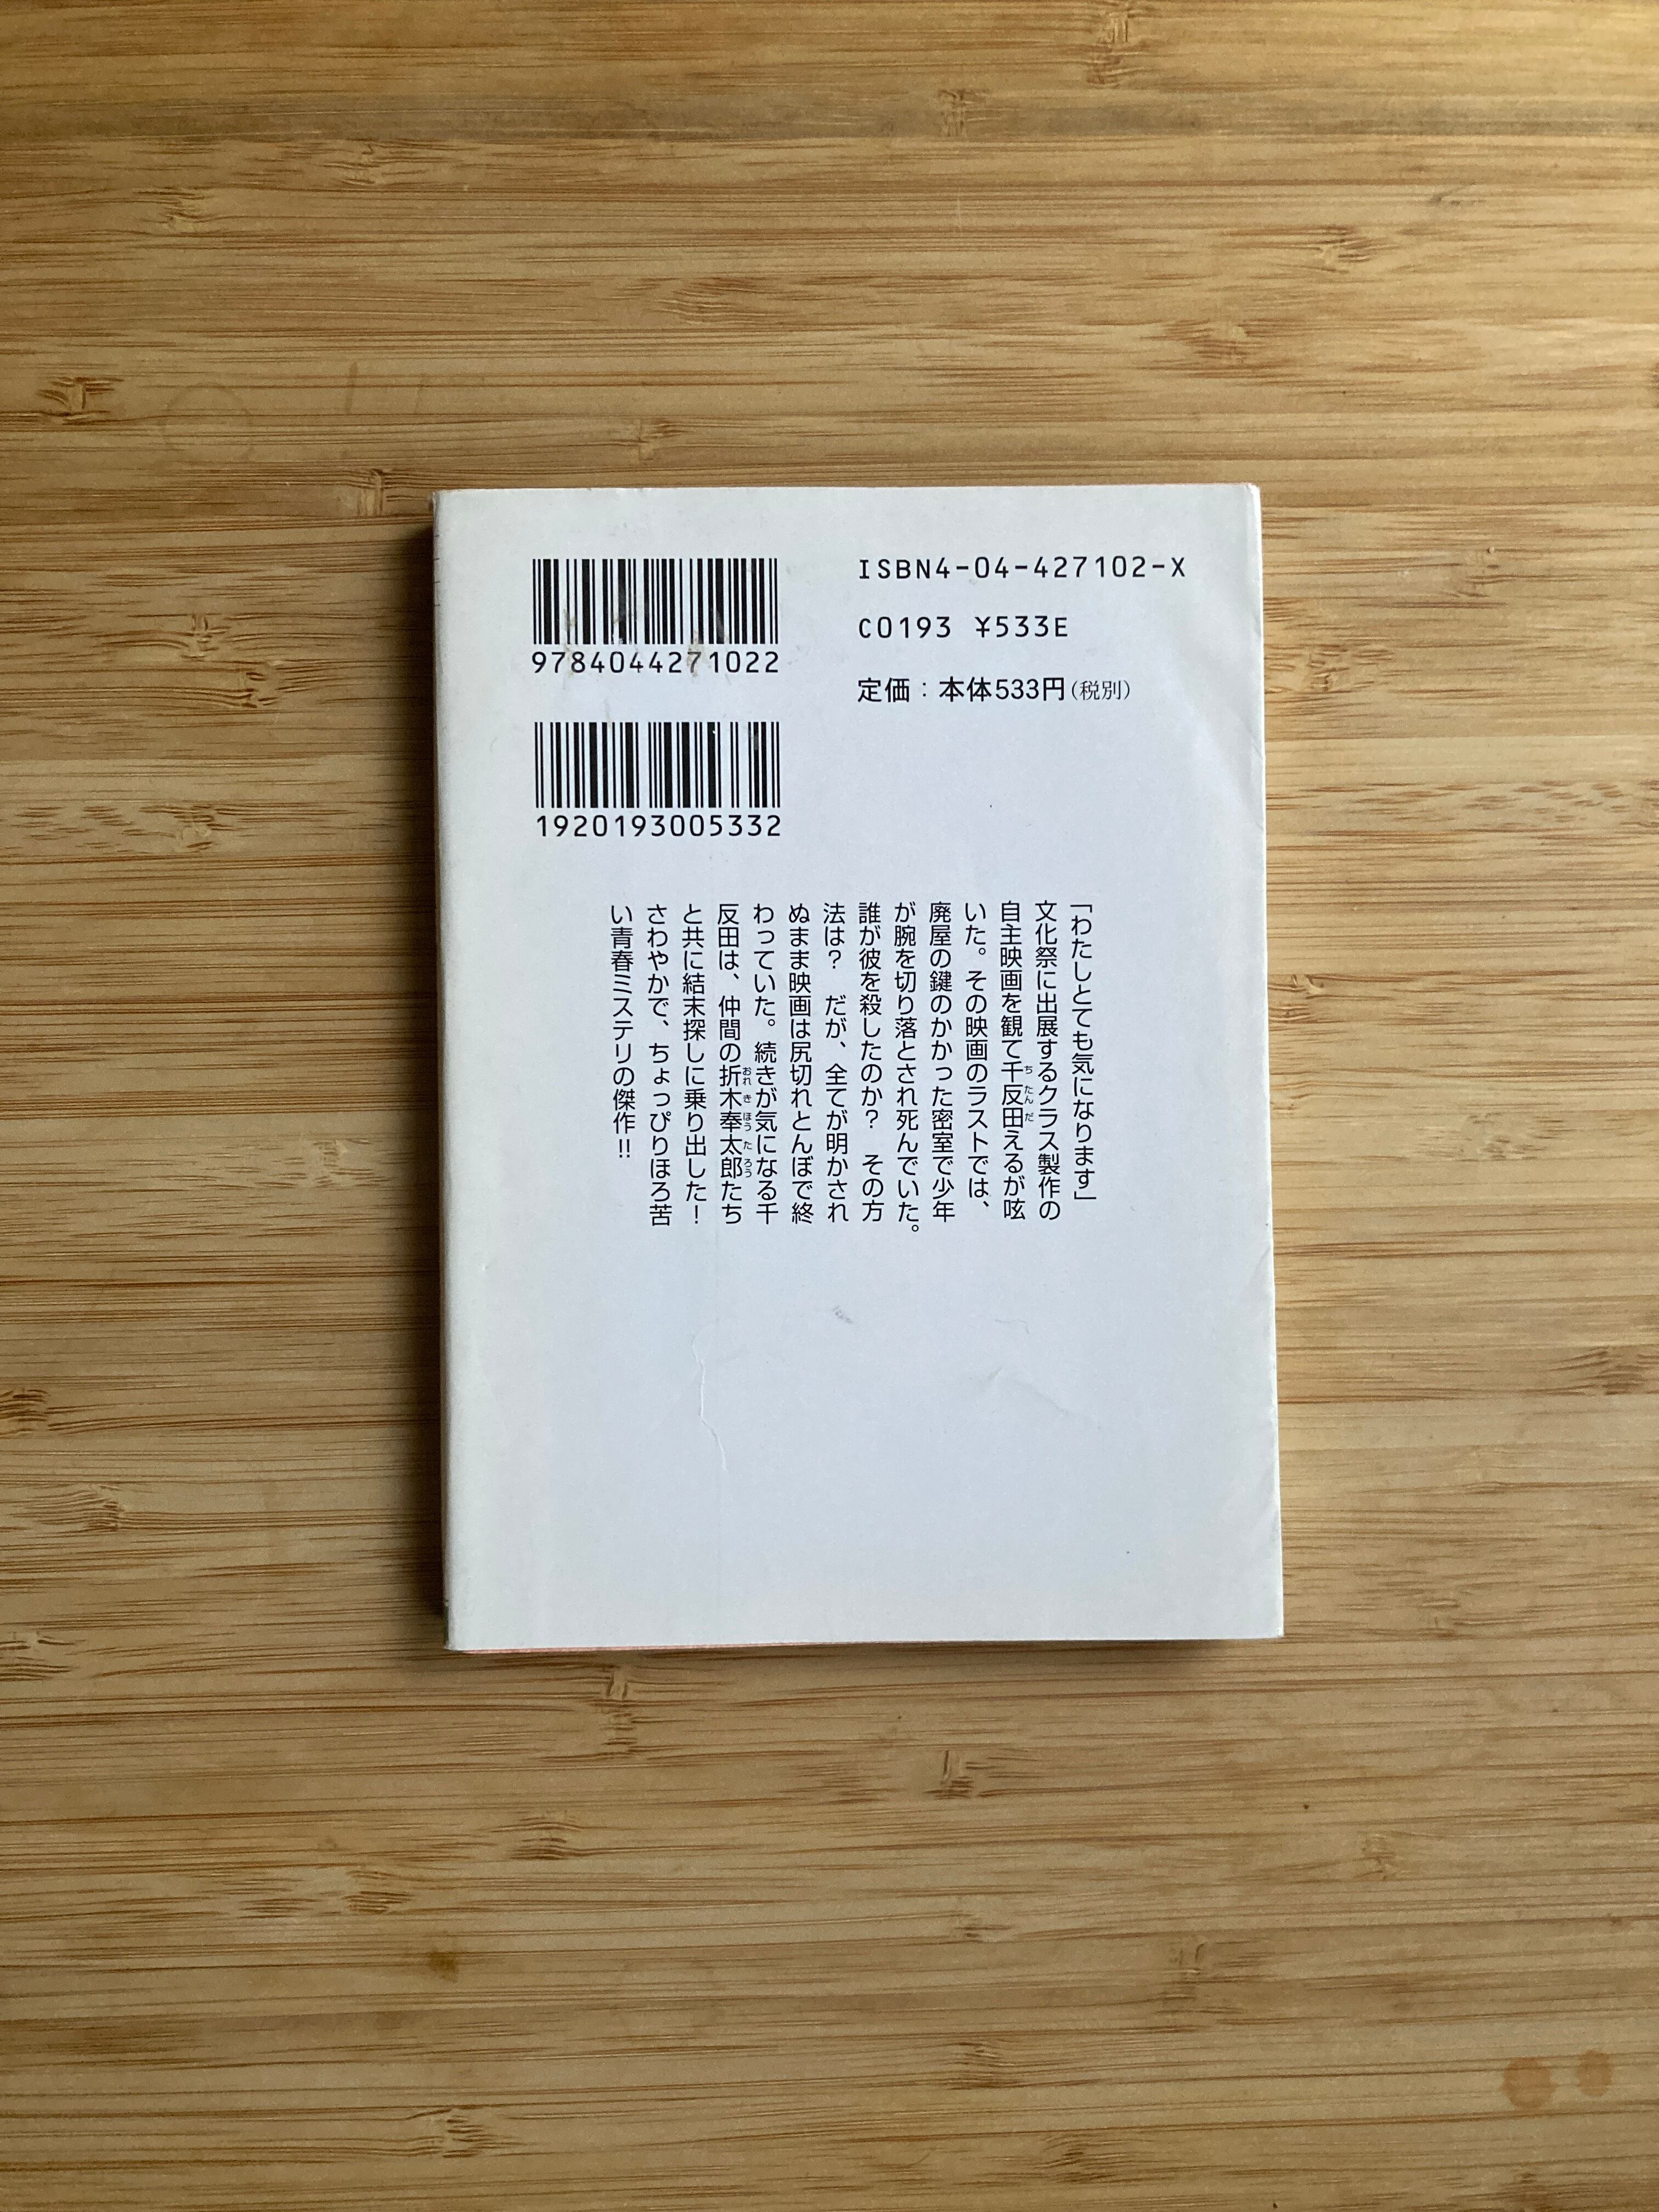 9784044271022
1920193005332
ISBN4-04-427102-X
C0193 ¥533E
定価：本体533円（税別）
「わたしとても気になります」
文化祭に出展するクラス製作の
自主映画を観て千反田えるが呟
いた。その映画のラストでは、
廃屋の鍵のかかった密室で少年
が腕を切り落とされ死んでいた。
誰が彼を殺したのか？　その方
法は？　だが、全てが明かされ
ぬまま映画は尻切れとんぼで終
わっていた。続きが気になる千
反田は、仲間の折木奉太郎たち
と共に結末探しに乗り出した！
さわやかで、ちょっぴりほろ苦
い青春ミステリの傑作!!